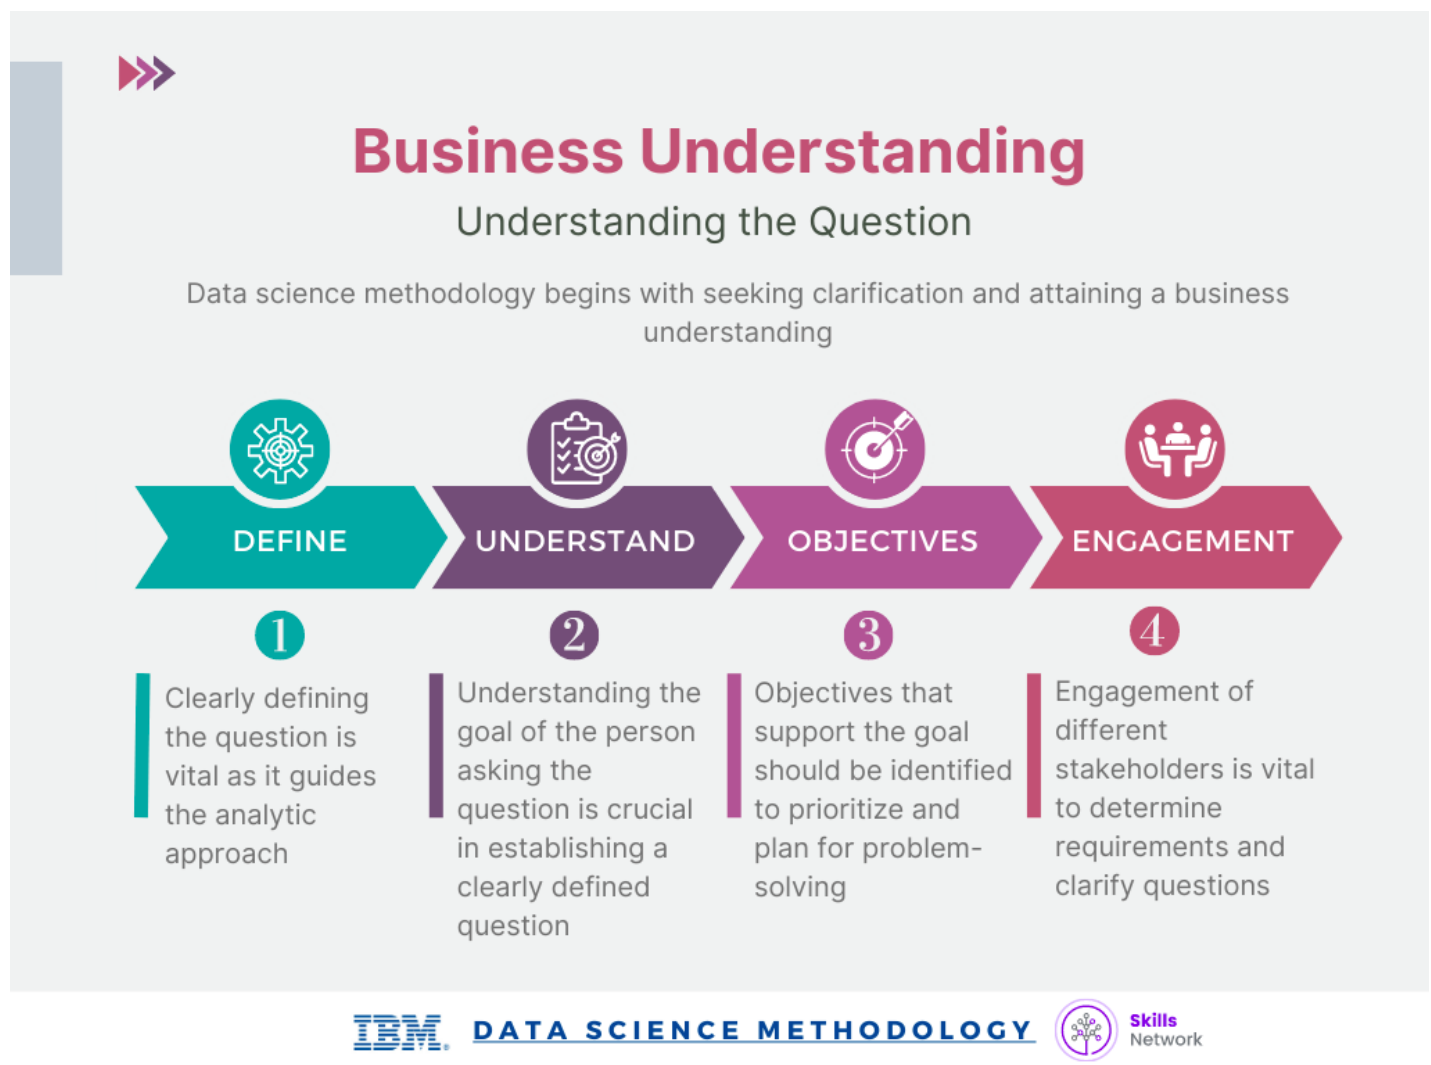 Business Understanding
Understanding the Question
Data science methodology begins with seeking clarification and attaining a business
understanding
DEFINE
UNDERSTAND
OBJECTIVES
ENGAGEMENT
1
Clearly defining
the question is
vital as it guides
the analytic
approach
2
Understanding the
goal of the person
asking the
question is crucial
in establishing a
clearly defined
question
3
Objectives that
support the goal
should be identified
to prioritize and
plan for problem-
solving
4
Engagement of
different
stakeholders is vital
to determine
requirements and
clarify questions
IBM®
DATA SCIENCE METHODOLOGY
Skills
Network